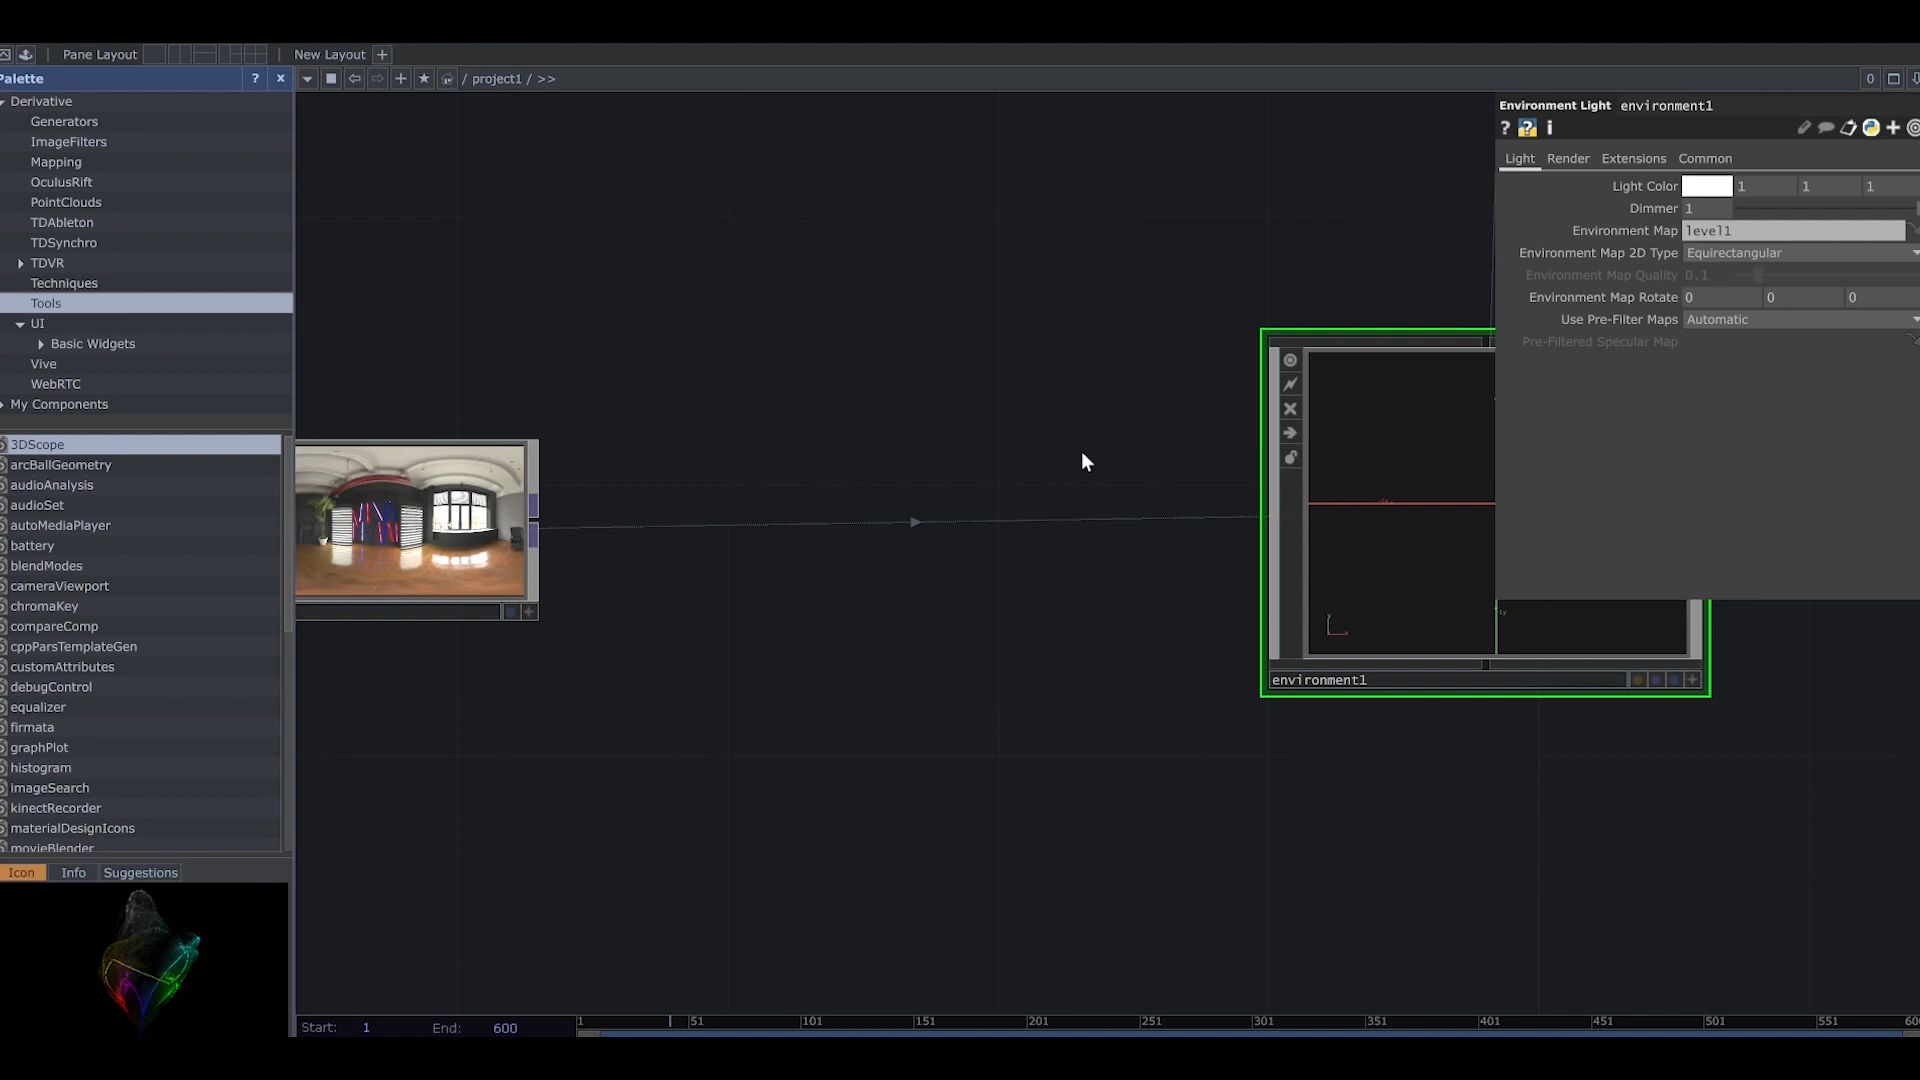 Pane Layout
New Layout
Palette
/ project1 / >>
0
Derivative
Generators
ImageFilters
Mapping
OculusRift
PointClouds
TDAbleton
TDSynchro
TDVR
Techniques
Tools
UI
Basic Widgets
Vive
WebRTC
My Components
3DScope
arcBallGeometry
audioAnalysis
audioSet
autoMediaPlayer
battery
blendModes
cameraViewport
chromaKey
compareComp
cppParsTemplateGen
customAttributes
debugControl
equalizer
firmata
graphPlot
histogram
imageSearch
kinectRecorder
materialDesignIcons
movieBlender
Icon Info Suggestions
Environment Light environment1
Light Render Extensions Common
Light Color 1 1 1
Dimmer 1
Environment Map level1
Environment Map 2D Type Equirectangular
Environment Map Quality 0.1
Environment Map Rotate 0 0 0
Use Pre-Filter Maps Automatic
Pre-Filtered Specular Map
environment1
Start: 1 End: 600
1 51 101 151 201 251 301 351 401 451 501 551